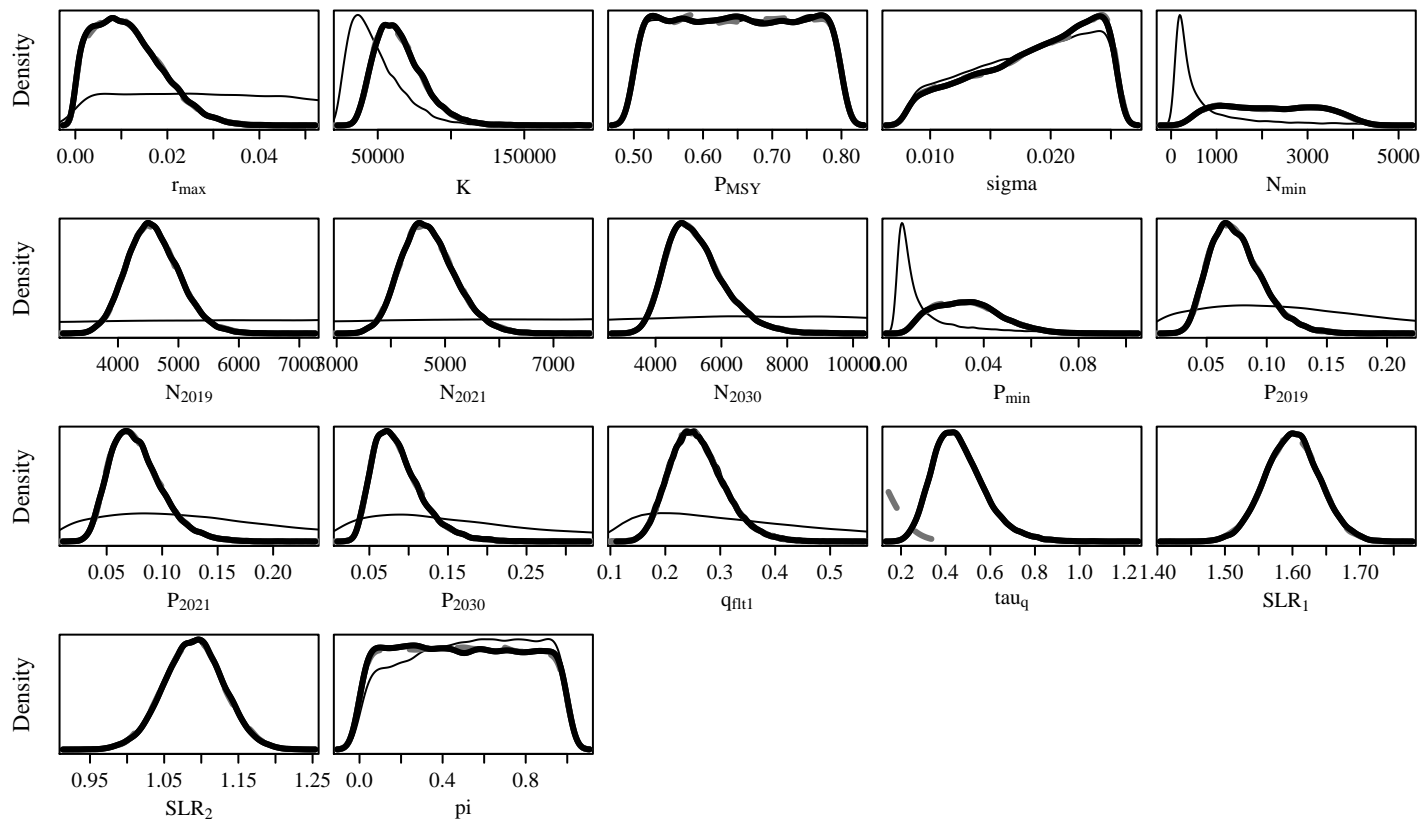 Density
0.00 0.02 0.04
r_max
50000 150000
K
0.50 0.60 0.70 0.80
P_MSY
0.010 0.020
sigma
0 1000 3000 5000
N_min
Density
4000 5000 6000 7000
N_2019
3000 5000 7000
N_2021
4000 6000 8000 10000
N_2030
0.00 0.04 0.08
P_min
0.05 0.10 0.15 0.20
P_2019
Density
0.05 0.10 0.15 0.20
P_2021
0.05 0.15 0.25
P_2030
0.1 0.2 0.3 0.4 0.5
q_flt1
0.2 0.4 0.6 0.8 1.0 1.2
tau_q
1.40 1.50 1.60 1.70
SLR_1
Density
0.95 1.05 1.15 1.25
SLR_2
0.0 0.4 0.8
pi